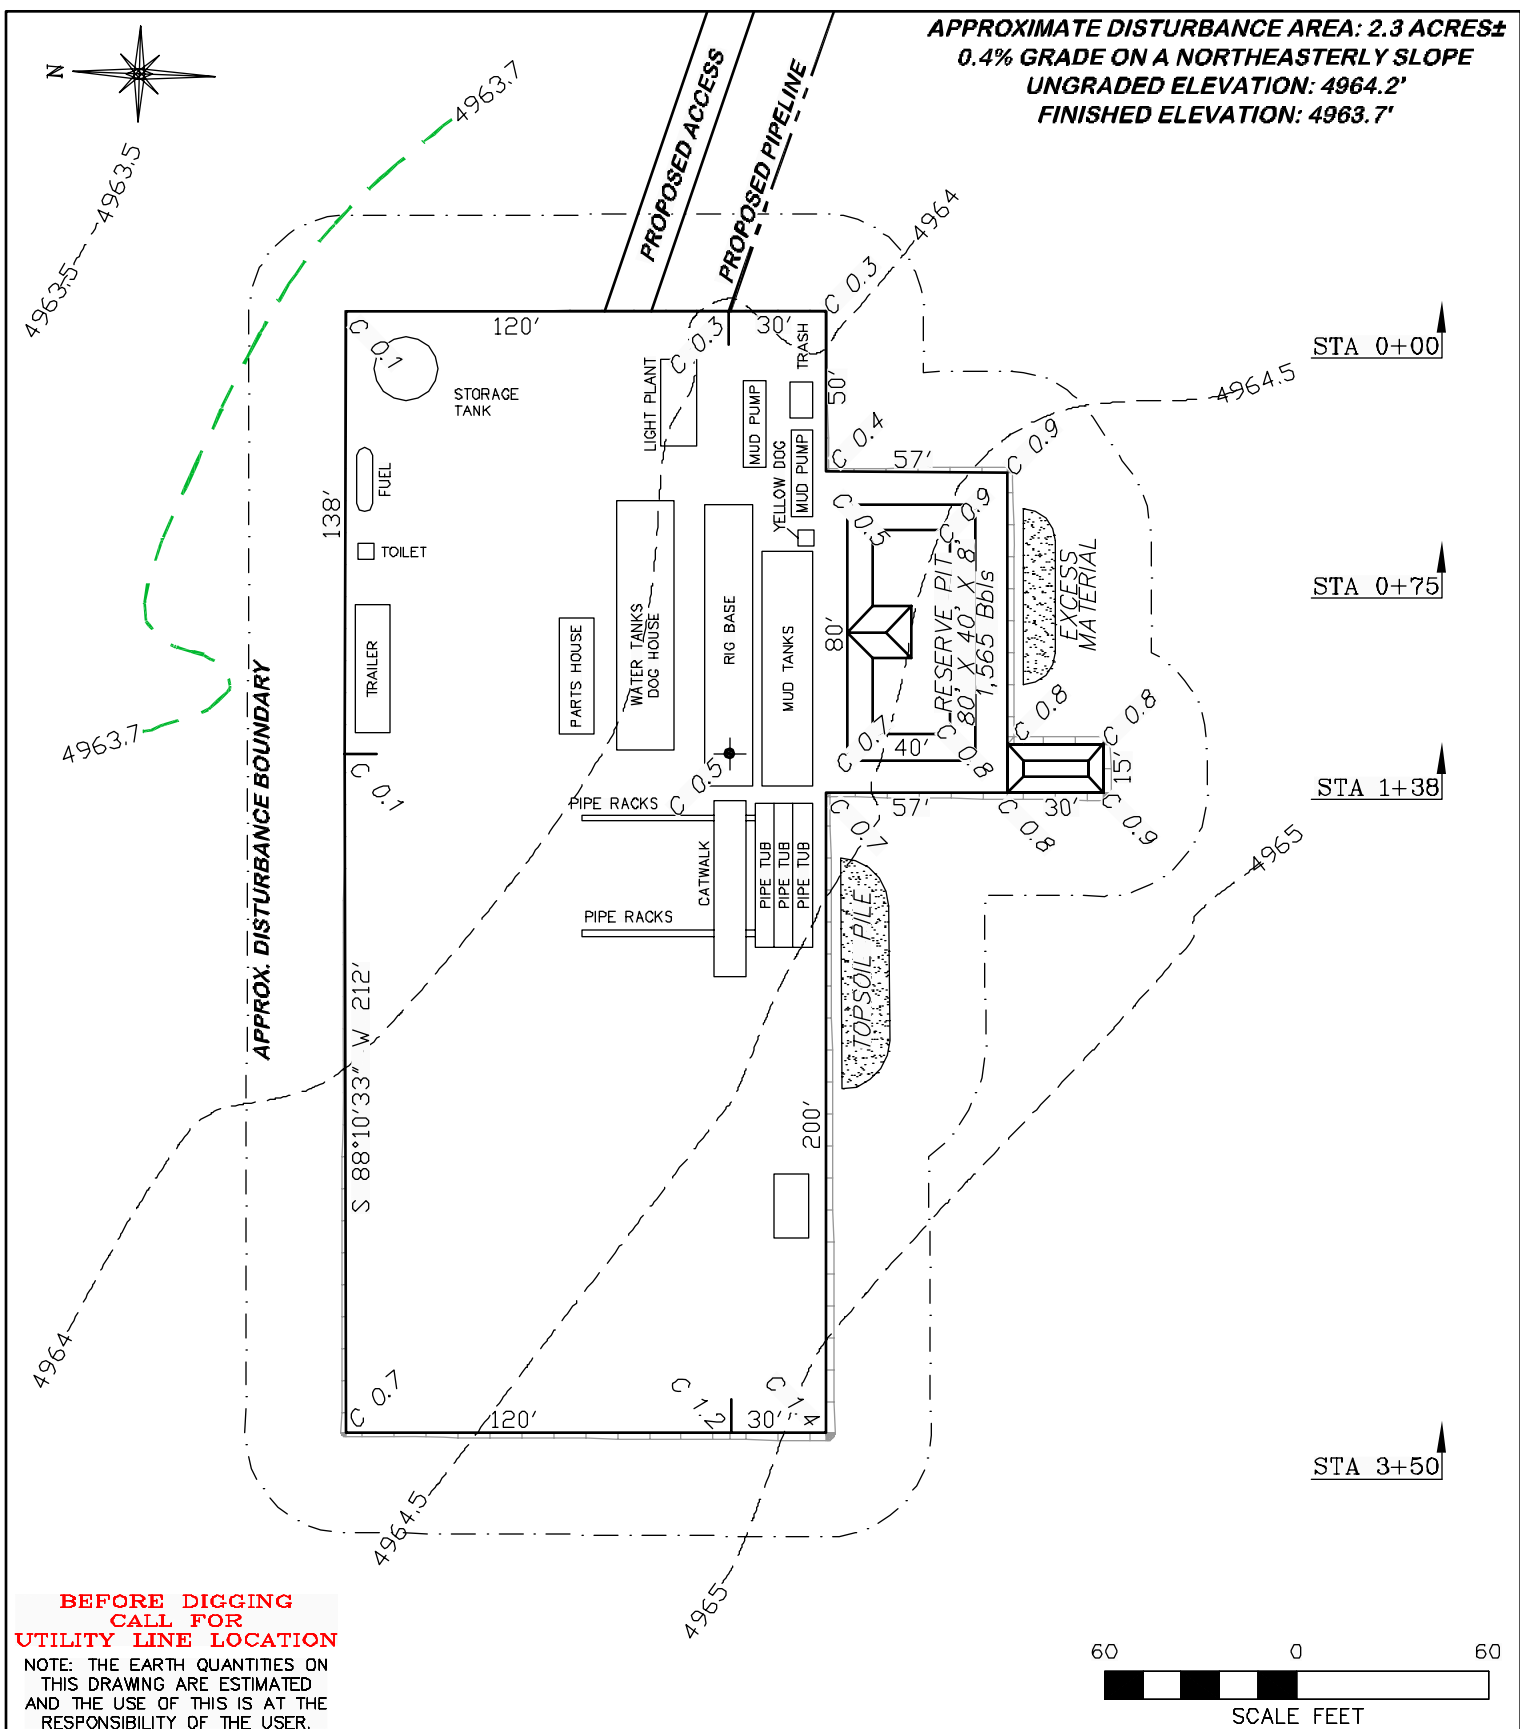 APPROXIMATE DISTURBANCE AREA: 2.3 ACRES±
0.4% GRADE ON A NORTHEASTERLY SLOPE
UNGRADED ELEVATION: 4964.2'
FINISHED ELEVATION: 4963.7'
N
4963.5
4963.5
4963.7
PROPOSED ACCESS
PROPOSED PIPELINE
4964
C 0.3
C 0.1
120'
C 0.3
30'
TRASH
50'
STA 0+00
4964.5
STORAGE
TANK
LIGHT PLANT
MUD PUMP
MUD PUMP
YELLOW DOG
C 0.4
57'
C 0.9
138'
FUEL
TOILET
TRAILER
PARTS HOUSE
WATER TANKS
DOG HOUSE
RIG BASE
MUD TANKS
C 0.5
C 0.9
80'
RESERVE PIT
80' X 40' X 8'
1,565 Bbls
EXCESS
MATERIAL
STA 0+75
4963.7
C 0.7
40'
C 0.8
C 0.8
C 0.8
15'
STA 1+38
C 0.1
C 0.5
PIPE RACKS
C 0.7
57'
C 0.8
30'
C 0.9
4965
APPROX. DISTURBANCE BOUNDARY
CATWALK
PIPE TUB
PIPE TUB
PIPE TUB
PIPE RACKS
TOPSOIL PILE
S 88°10'33" W 212'
200'
4964
C 0.7
120'
C 1.2
30'
C 1.4
STA 3+50
4964.5
4965
BEFORE DIGGING
CALL FOR
UTILITY LINE LOCATION
NOTE: THE EARTH QUANTITIES ON
THIS DRAWING ARE ESTIMATED
AND THE USE OF THIS IS AT THE
RESPONSIBILITY OF THE USER.
60 0 60
SCALE FEET